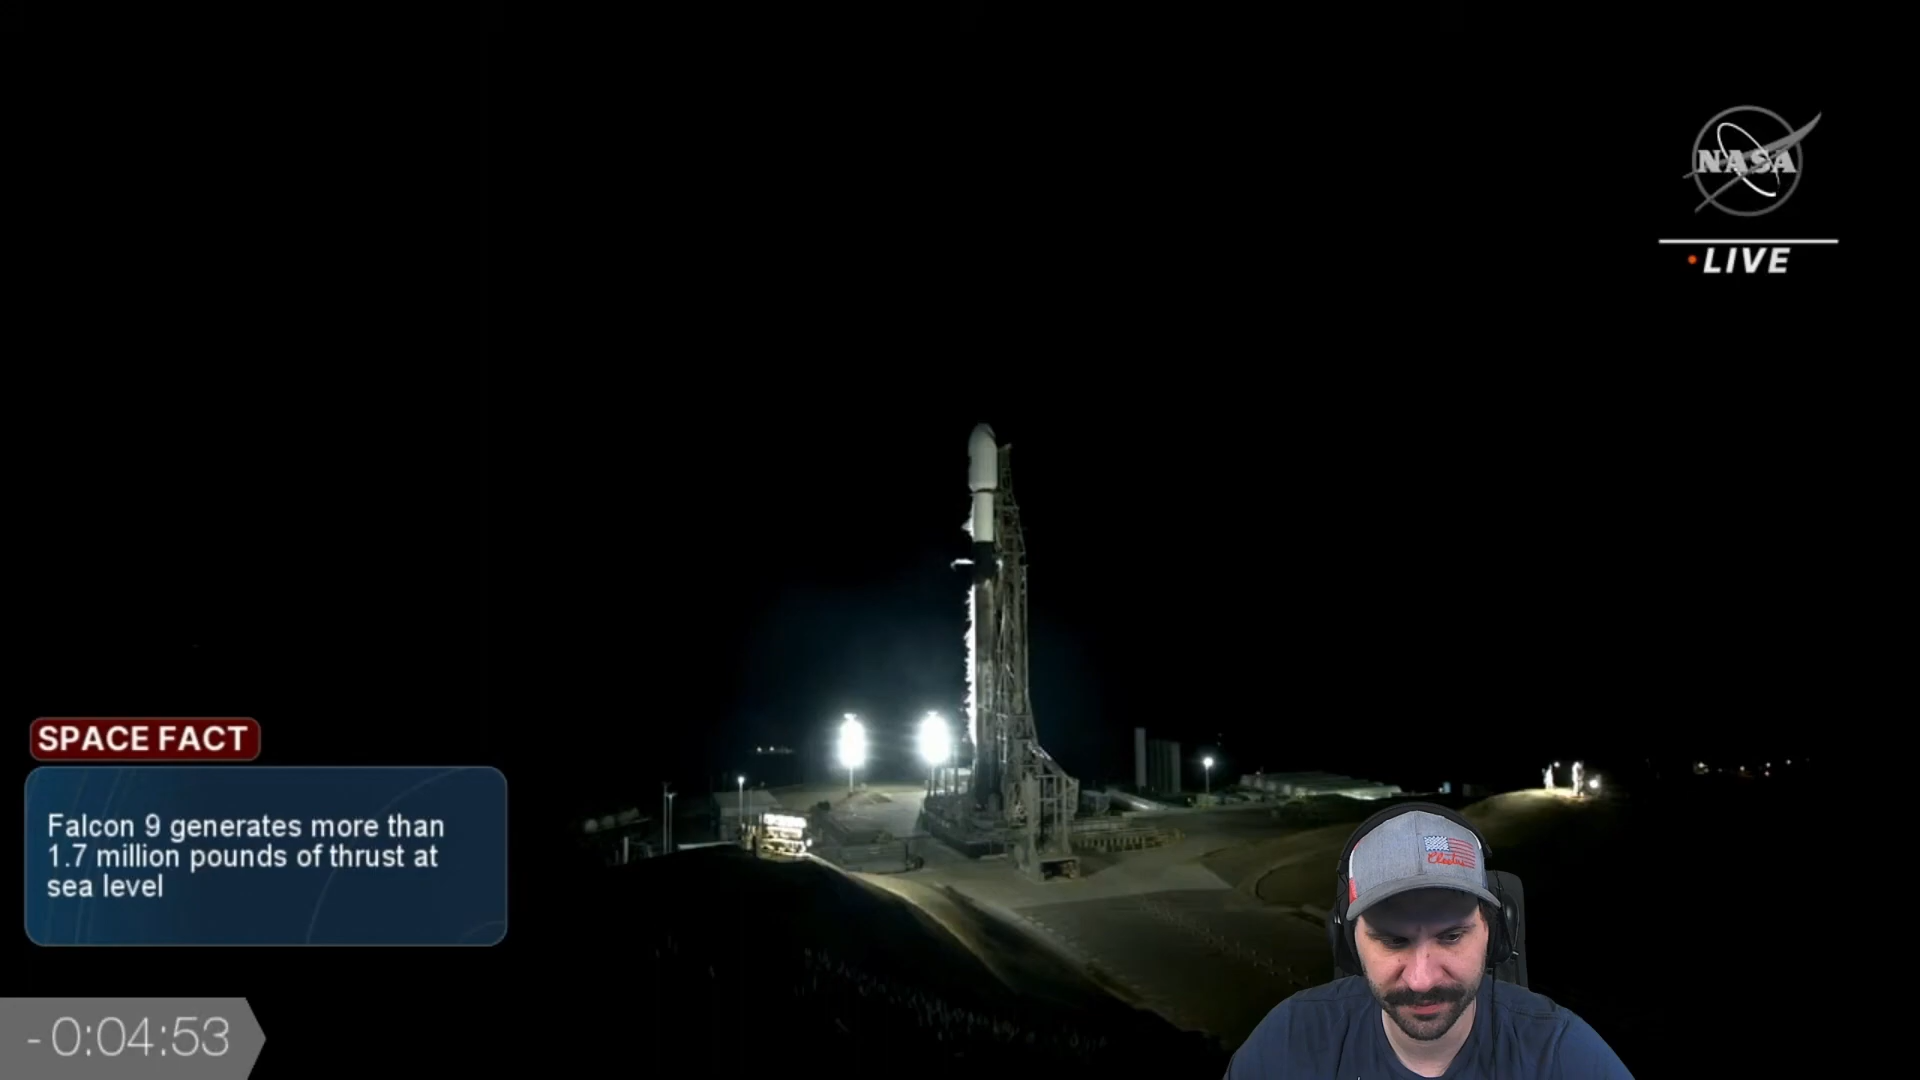 NASA
LIVE
SPACE FACT
Falcon 9 generates more than
1.7 million pounds of thrust at
sea level
-0:04:53